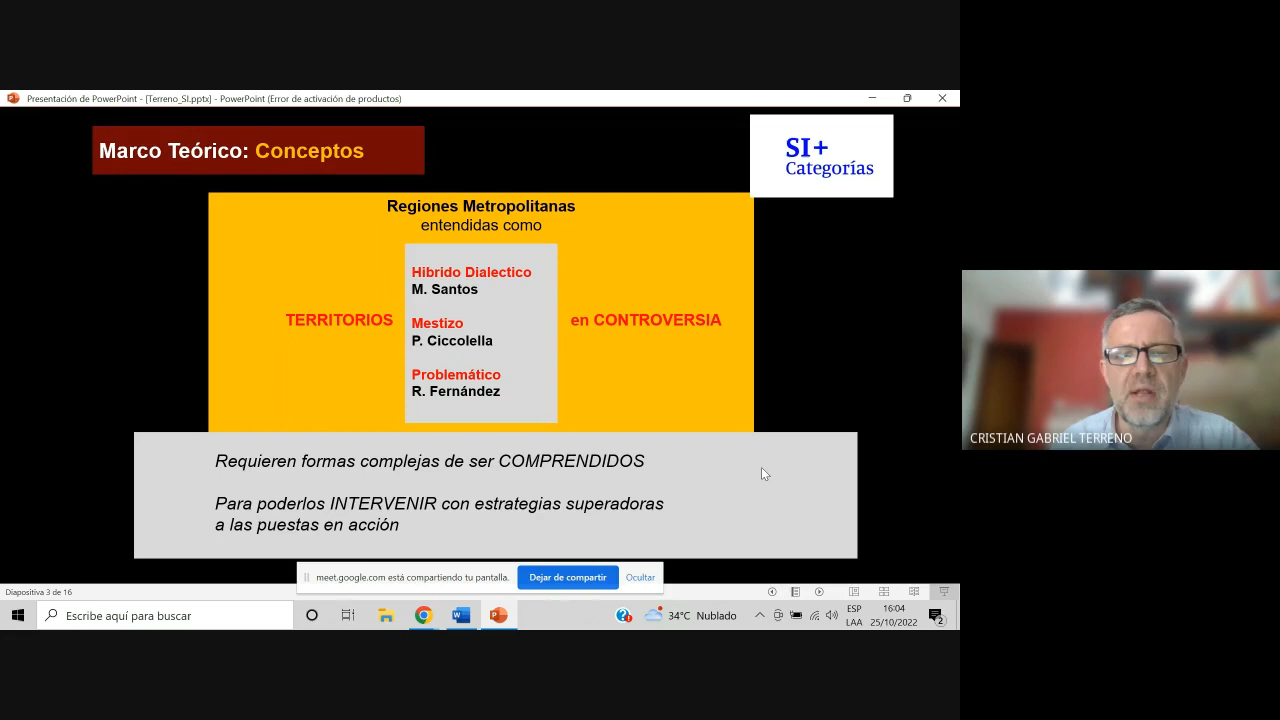 Presentación de PowerPoint - [Terreno_SI.pptx] - PowerPoint (Error de activación de productos)
Marco Teórico: Conceptos
SI+
Categorías
Regiones Metropolitanas
entendidas como
Hibrido Dialectico
M. Santos
TERRITORIOS
Mestizo
P. Ciccolella
en CONTROVERSIA
Problemático
R. Fernández
Requieren formas complejas de ser COMPRENDIDOS
Para poderlos INTERVENIR con estrategias superadoras
a las puestas en acción
CRISTIAN GABRIEL TERRENO
meet.google.com está compartiendo tu pantalla.
Dejar de compartir
Ocultar
Diapositiva 3 de 16
Escribe aquí para buscar
34°C Nublado
ESP
LAA
16:04
25/10/2022
2